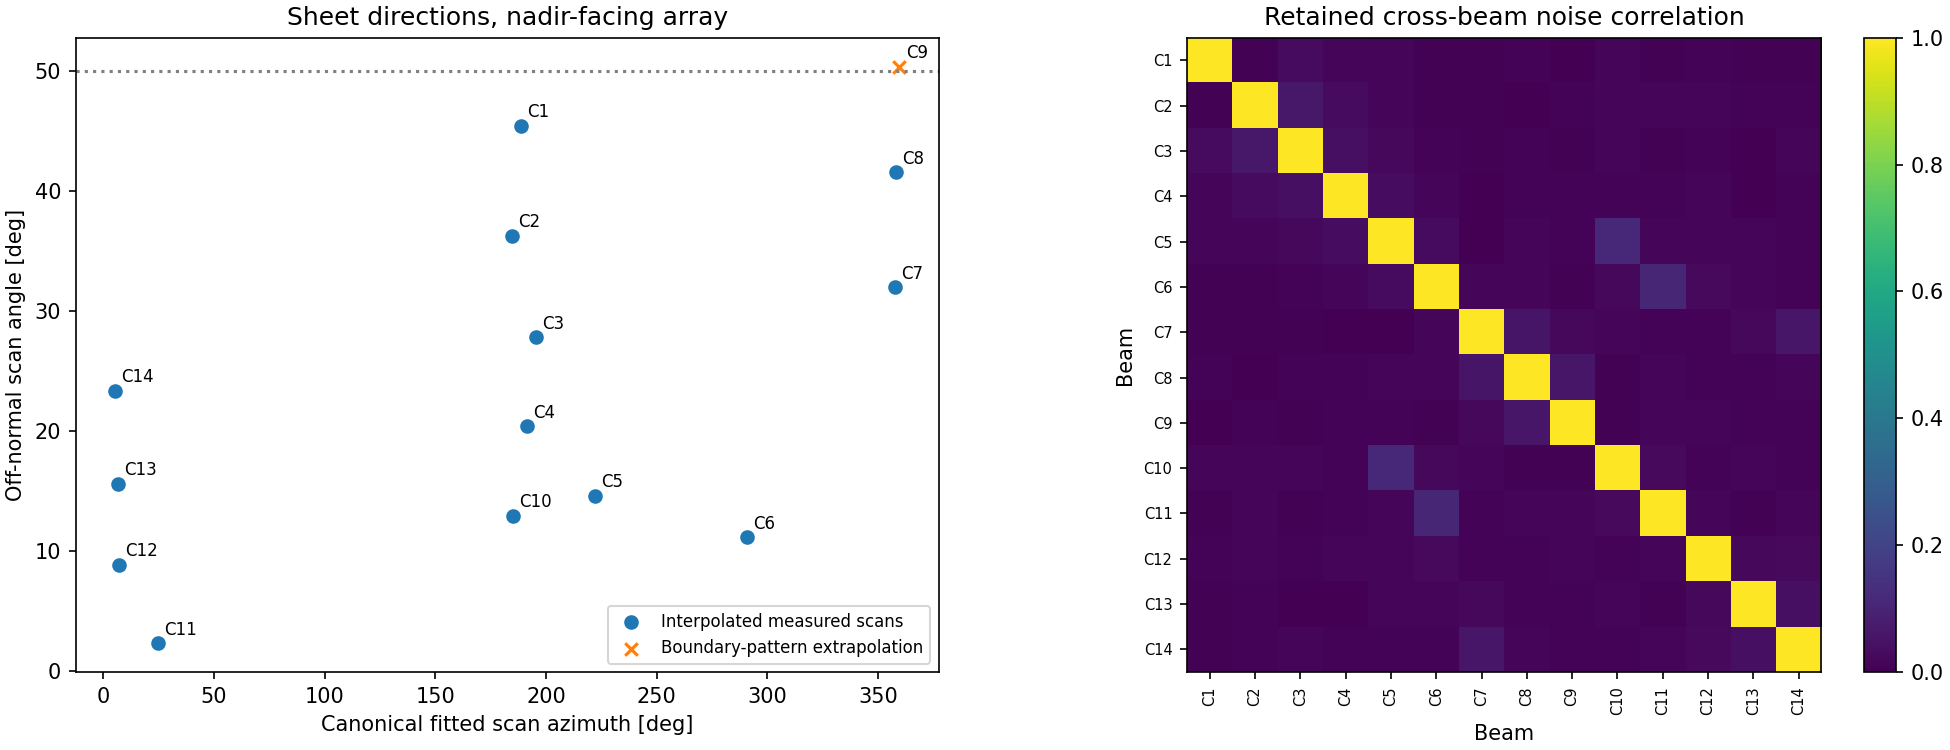 Sheet directions, nadir-facing array
Off-normal scan angle [deg]
50
40
30
20
10
0
C9
C1
C8
C2
C7
C3
C14
C4
C13
C5
C10
C6
C12
C11
Interpolated measured scans
Boundary-pattern extrapolation
0
50
100
150
200
250
300
350
Canonical fitted scan azimuth [deg]
Retained cross-beam noise correlation
Beam
C1
C2
C3
C4
C5
C6
C7
C8
C9
C10
C11
C12
C13
C14
C1
C2
C3
C4
C5
C6
C7
C8
C9
C10
C11
C12
C13
C14
Beam
1.0
0.8
0.6
0.4
0.2
0.0